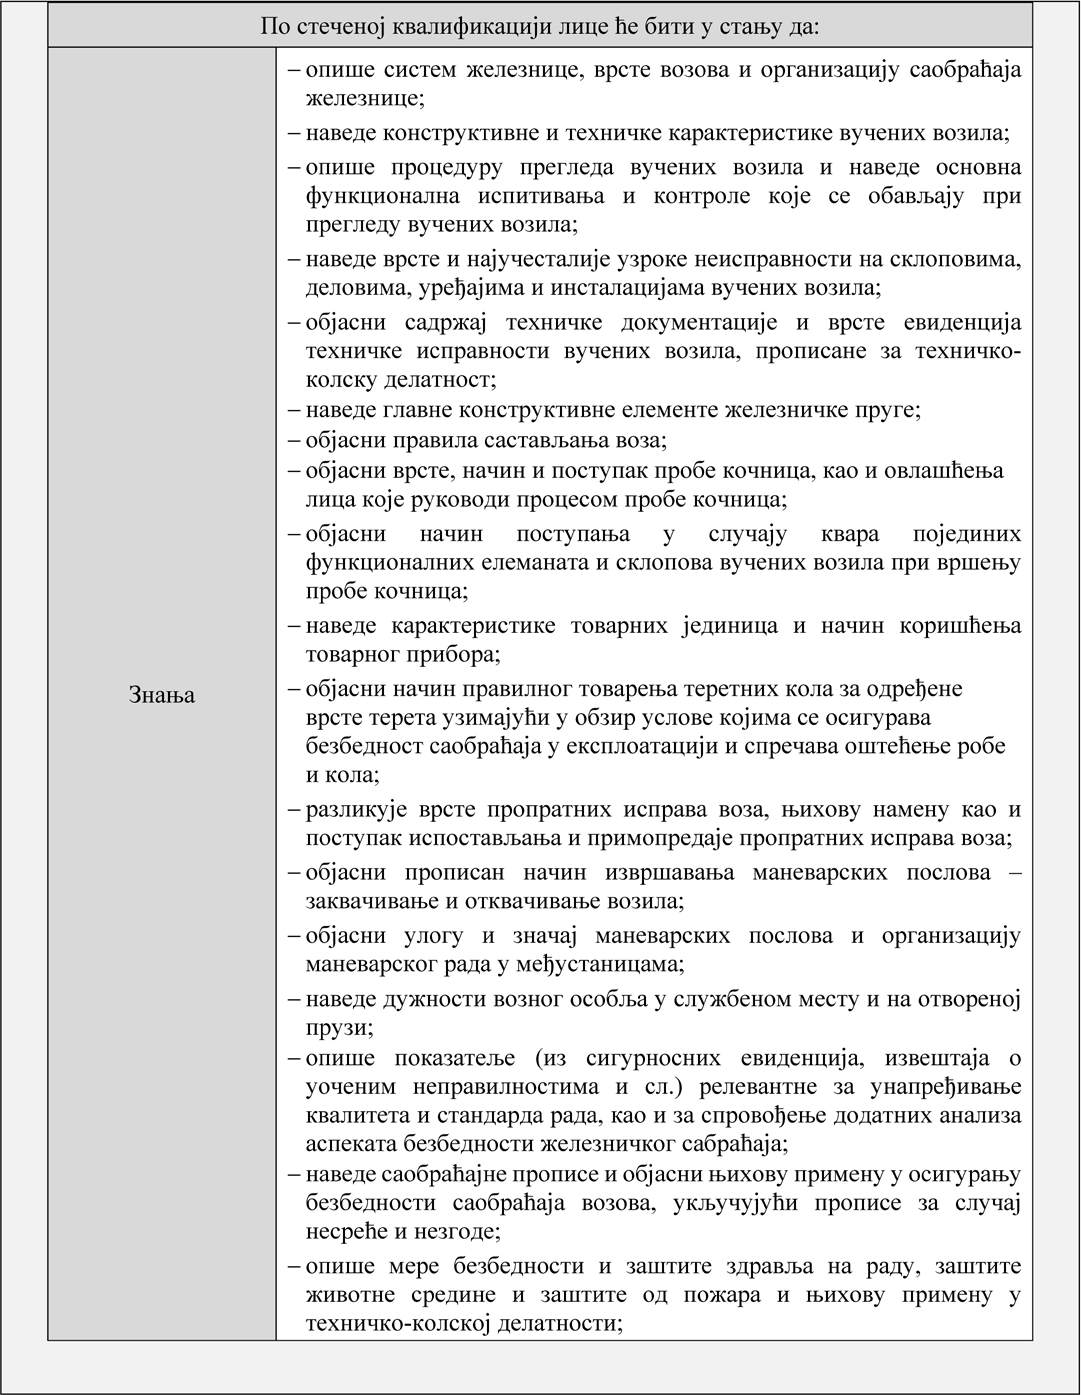 По стеченој квалификацији лице ће бити у стању да:
Знања
– опише систем железнице, врсте возова и организацију саобраћаја
железнице;
– наведе конструктивне и техничке карактеристике вучених возила;
– опише процедуру прегледа вучених возила и наведе основна
функционална испитивања и контроле које се обављају при
прегледу вучених возила;
– наведе врсте и најучесталије узроке неисправности на склоповима,
деловима, уређајима и инсталацијама вучених возила;
– објасни садржај техничке документације и врсте евиденција
техничке исправности вучених возила, прописане за техничко-
колску делатност;
– наведе главне конструктивне елементе железничке пруге;
– објасни правила састављања воза;
– објасни врсте, начин и поступак пробе кочница, као и овлашћења
лица које руководи процесом пробе кочница;
– објасни начин поступања у случају квара појединих
функционалних елеманата и склопова вучених возила при вршењу
пробе кочница;
– наведе карактеристике товарних јединица и начин коришћења
товарног прибора;
– објасни начин правилног товарења теретних кола за одређене
врсте терета узимајући у обзир услове којима се осигурава
безбедност саобраћаја у експлоатацији и спречава оштећење робе
и кола;
– разликује врсте пропратних исправа воза, њихову намену као и
поступак испостављања и примопредаје пропратних исправа воза;
– објасни прописан начин извршавања маневарских послова –
заквачивање и откваčивање возила;
– објасни улогу и значај маневарских послова и организацију
маневарског рада у међустаницама;
– наведе дужности возног особља у службеном месту и на отвореној
прузи;
– опише показатеље (из сигурносних евиденција, извештаја о
уоченим неправилностима и сл.) релевантне за унапређивање
квалитета и стандарда рада, као и за спровођење додатних анализа
аспеката безбедности железничког сабраћаја;
– наведе саобраћајне прописе и објасни њихову примену у осигурању
безбедности саобраћаја возова, укључујући прописе за случај
несреће и незгоде;
– опише мере безбедности и заштите здравља на раду, заштите
животне средине и заштите од пожара и њихову примену у
техничко-колској делатности;